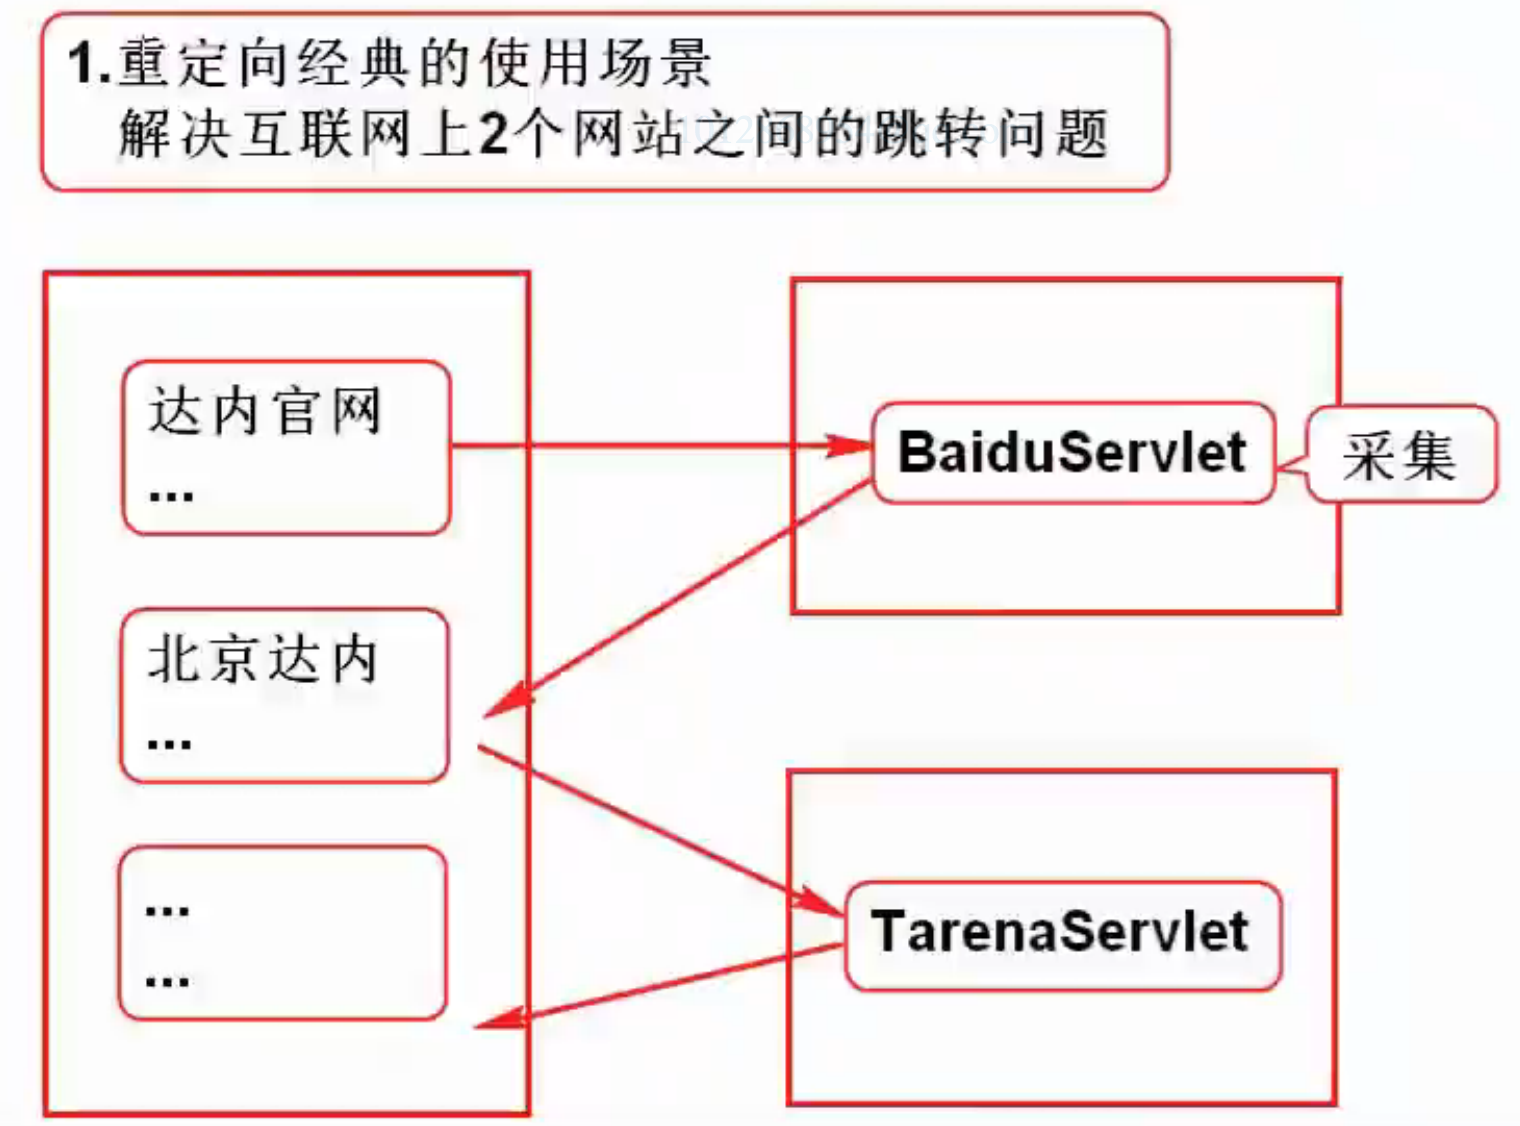 1.重定向经典的使用场景
解决互联网上2个网站之间的跳转问题
达内官网
...
BaiduServlet
采集
北京达内
...
...
...
TarenaServlet